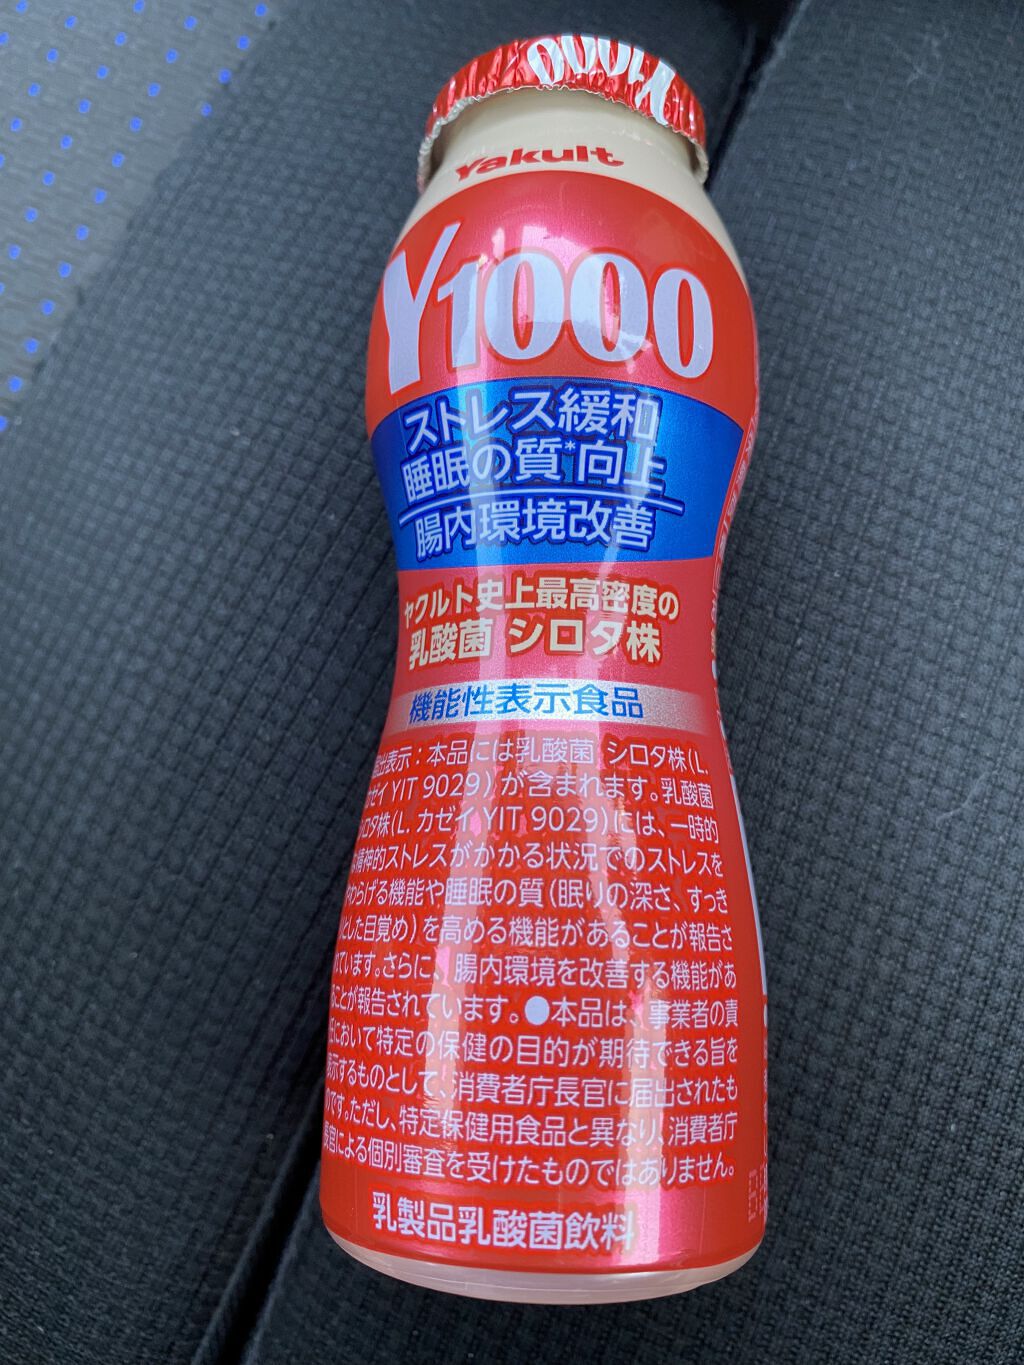 Y1000
Yakult
Y1000
ストレス緩和
睡眠の質*向上
腸内環境改善
ヤクルト史上最高密度の
乳酸菌 シロタ株
機能性表示食品
出表示：本品には乳酸菌 シロタ株(L.
カゼイ YIT 9029)が含まれます。乳酸菌
ロタ株(L. カゼイ YIT 9029)には、一時的
精神的ストレスがかかる状況でのストレスを
わらげる機能や睡眠の質(眠りの深さ、すっき
とした目覚め)を高める機能があることが報告さ
ています。さらに、腸内環境を改善する機能があ
ことが報告されています。●本品は、事業者の責
において特定の保健の目的が期待できる旨を
表示するものとして、消費者庁長官に届出されたも
です。ただし、特定保健用食品と異なり、消費者庁
長官による個別審査を受けたものではありません。
乳製品乳酸菌飲料